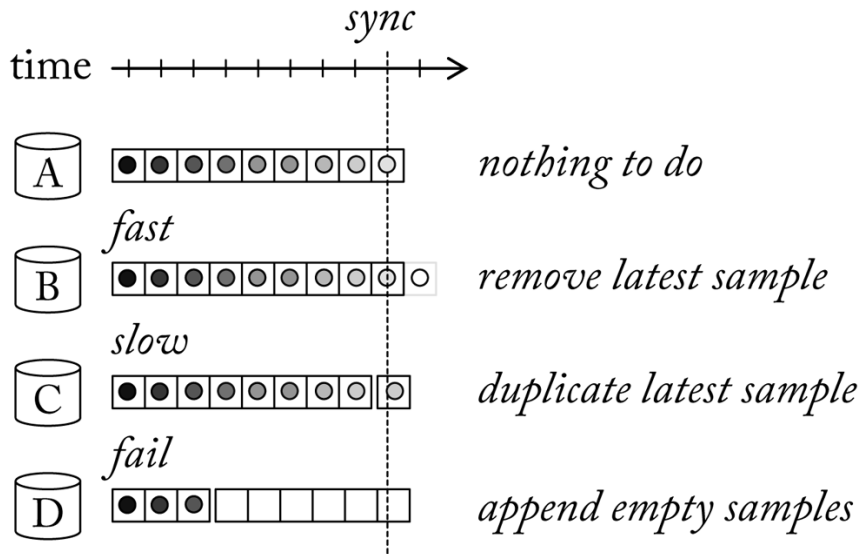 sync
time
A nothing to do
fast
B remove latest sample
slow
C duplicate latest sample
fail
D append empty samples